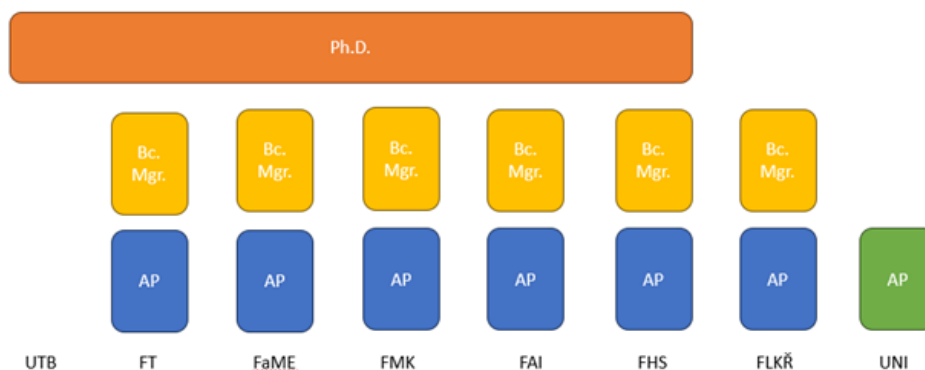 Ph.D.
Bc. Bc. Bc. Bc. Bc. Bc.
Mgr. Mgr. Mgr. Mgr. Mgr. Mgr.
AP AP AP AP AP AP AP
UTB FT FaME FMK FAI FHS FLKŘ UNI